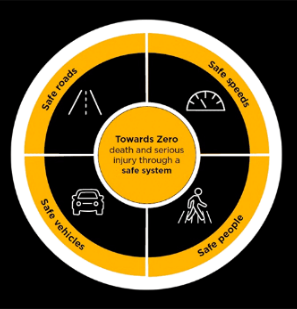 Safe roads
Safe speeds
Towards Zero
death and serious
injury through a
safe system
Safe vehicles
Safe people